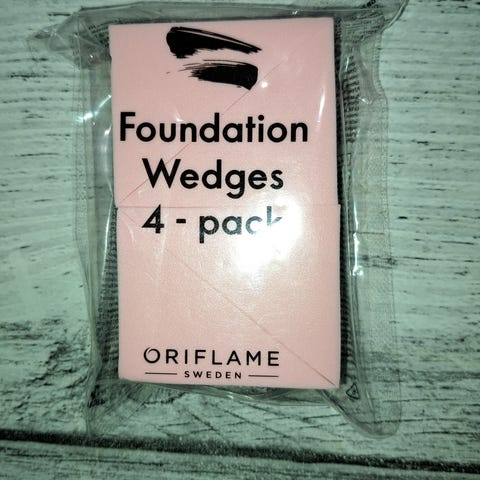 Foundation
Wedges
4 - pack
ORIFLAME
SWEDEN